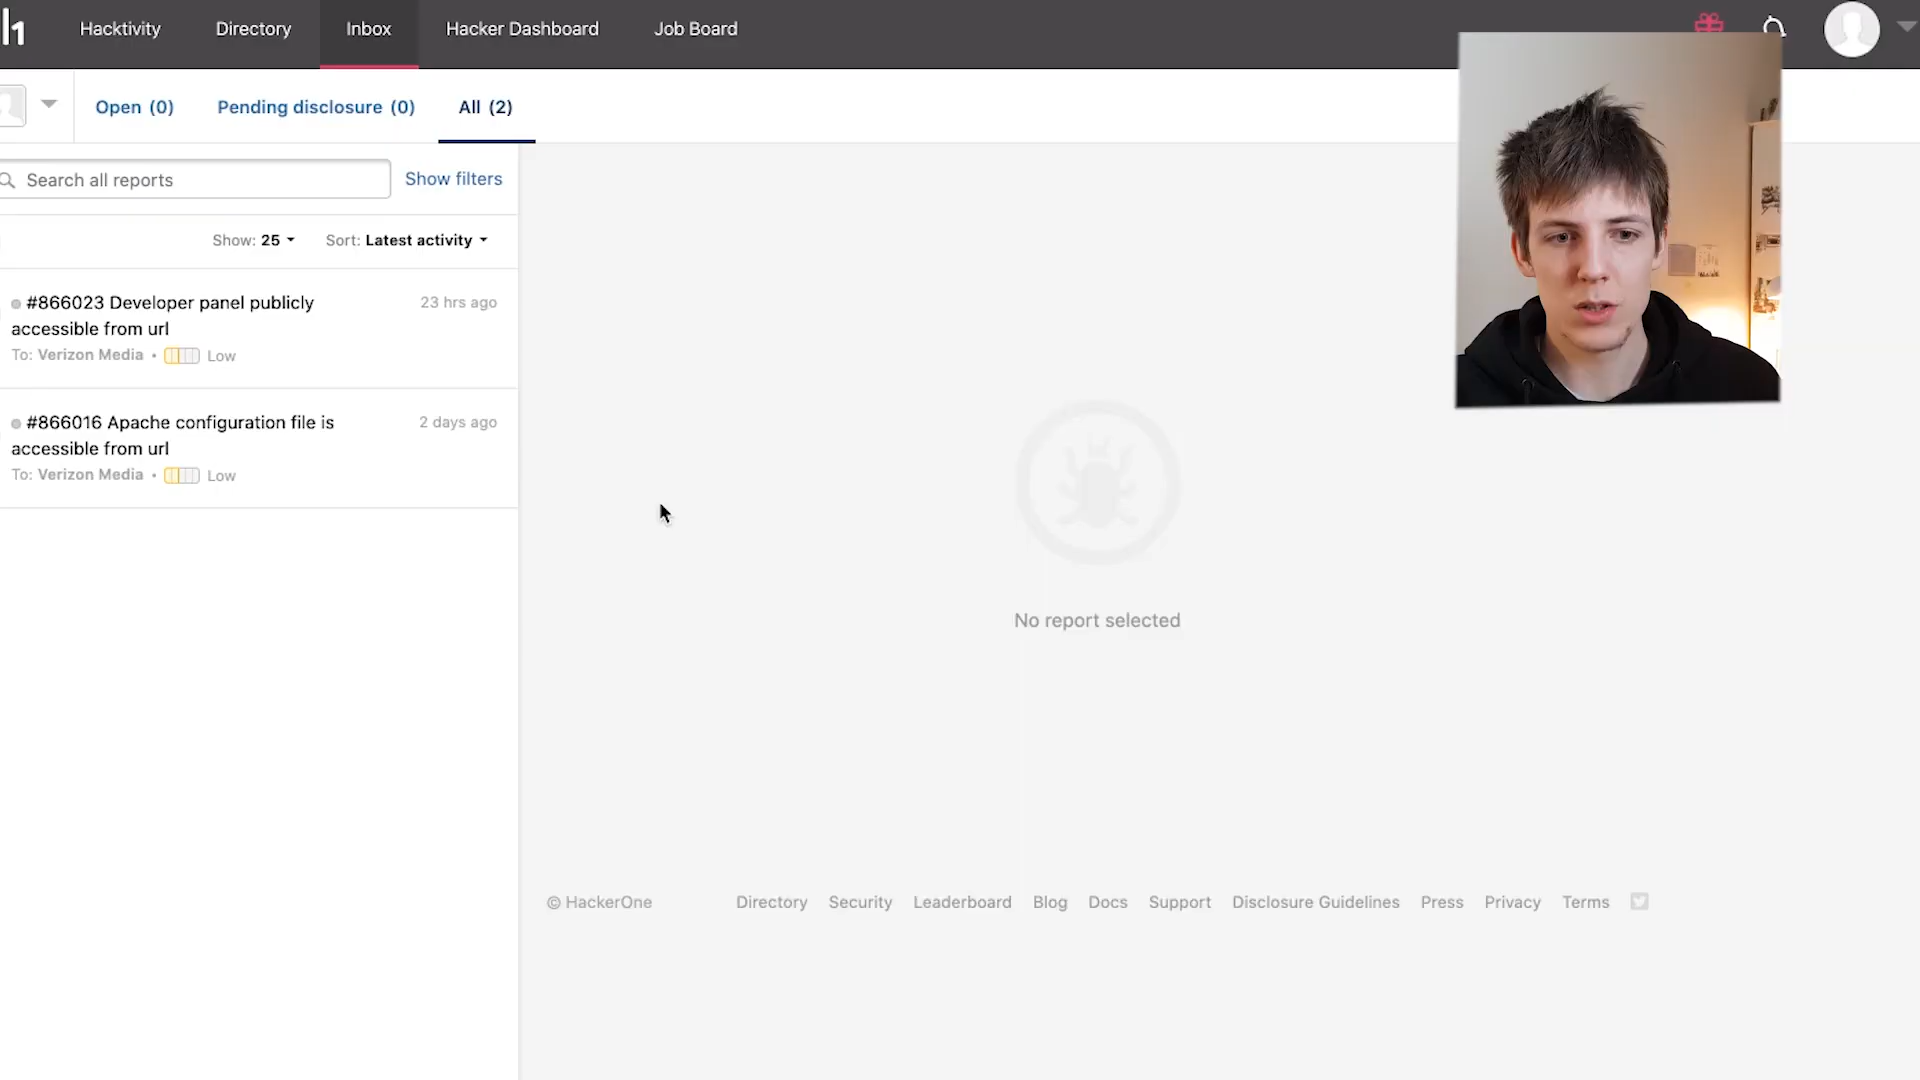 l1 Hacktivity Directory Inbox Hacker Dashboard Job Board
Open (0) Pending disclosure (0) All (2)
Search all reports Show filters
Show: 25 Sort: Latest activity
#866023 Developer panel publicly 23 hrs ago
accessible from url
To: Verizon Media • Low
#866016 Apache configuration file is 2 days ago
accessible from url
To: Verizon Media • Low
No report selected
© HackerOne Directory Security Leaderboard Blog Docs Support Disclosure Guidelines Press Privacy Terms